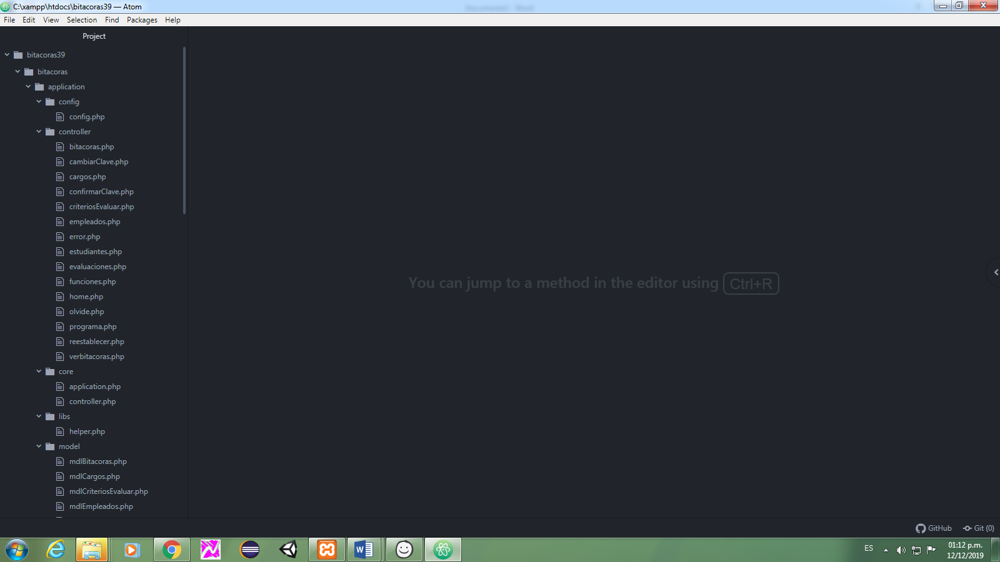 C:\xampp\htdocs\bitacoras39 — Atom
File Edit View Selection Find Packages Help
Project
bitacoras39
bitacoras
application
config
config.php
controller
bitacoras.php
cambiarClave.php
cargos.php
confirmarClave.php
criteriosEvaluar.php
empleados.php
error.php
estudiantes.php
evaluaciones.php
funciones.php
home.php
olvide.php
programa.php
reestablecer.php
verbitacoras.php
core
application.php
controller.php
libs
helper.php
model
mdlBitacoras.php
mdlCargos.php
mdlCriteriosEvaluar.php
mdlEmpleados.php
You can jump to a method in the editor using Ctrl+R
GitHub Git (0)
ES
01:12 p.m.
12/12/2019